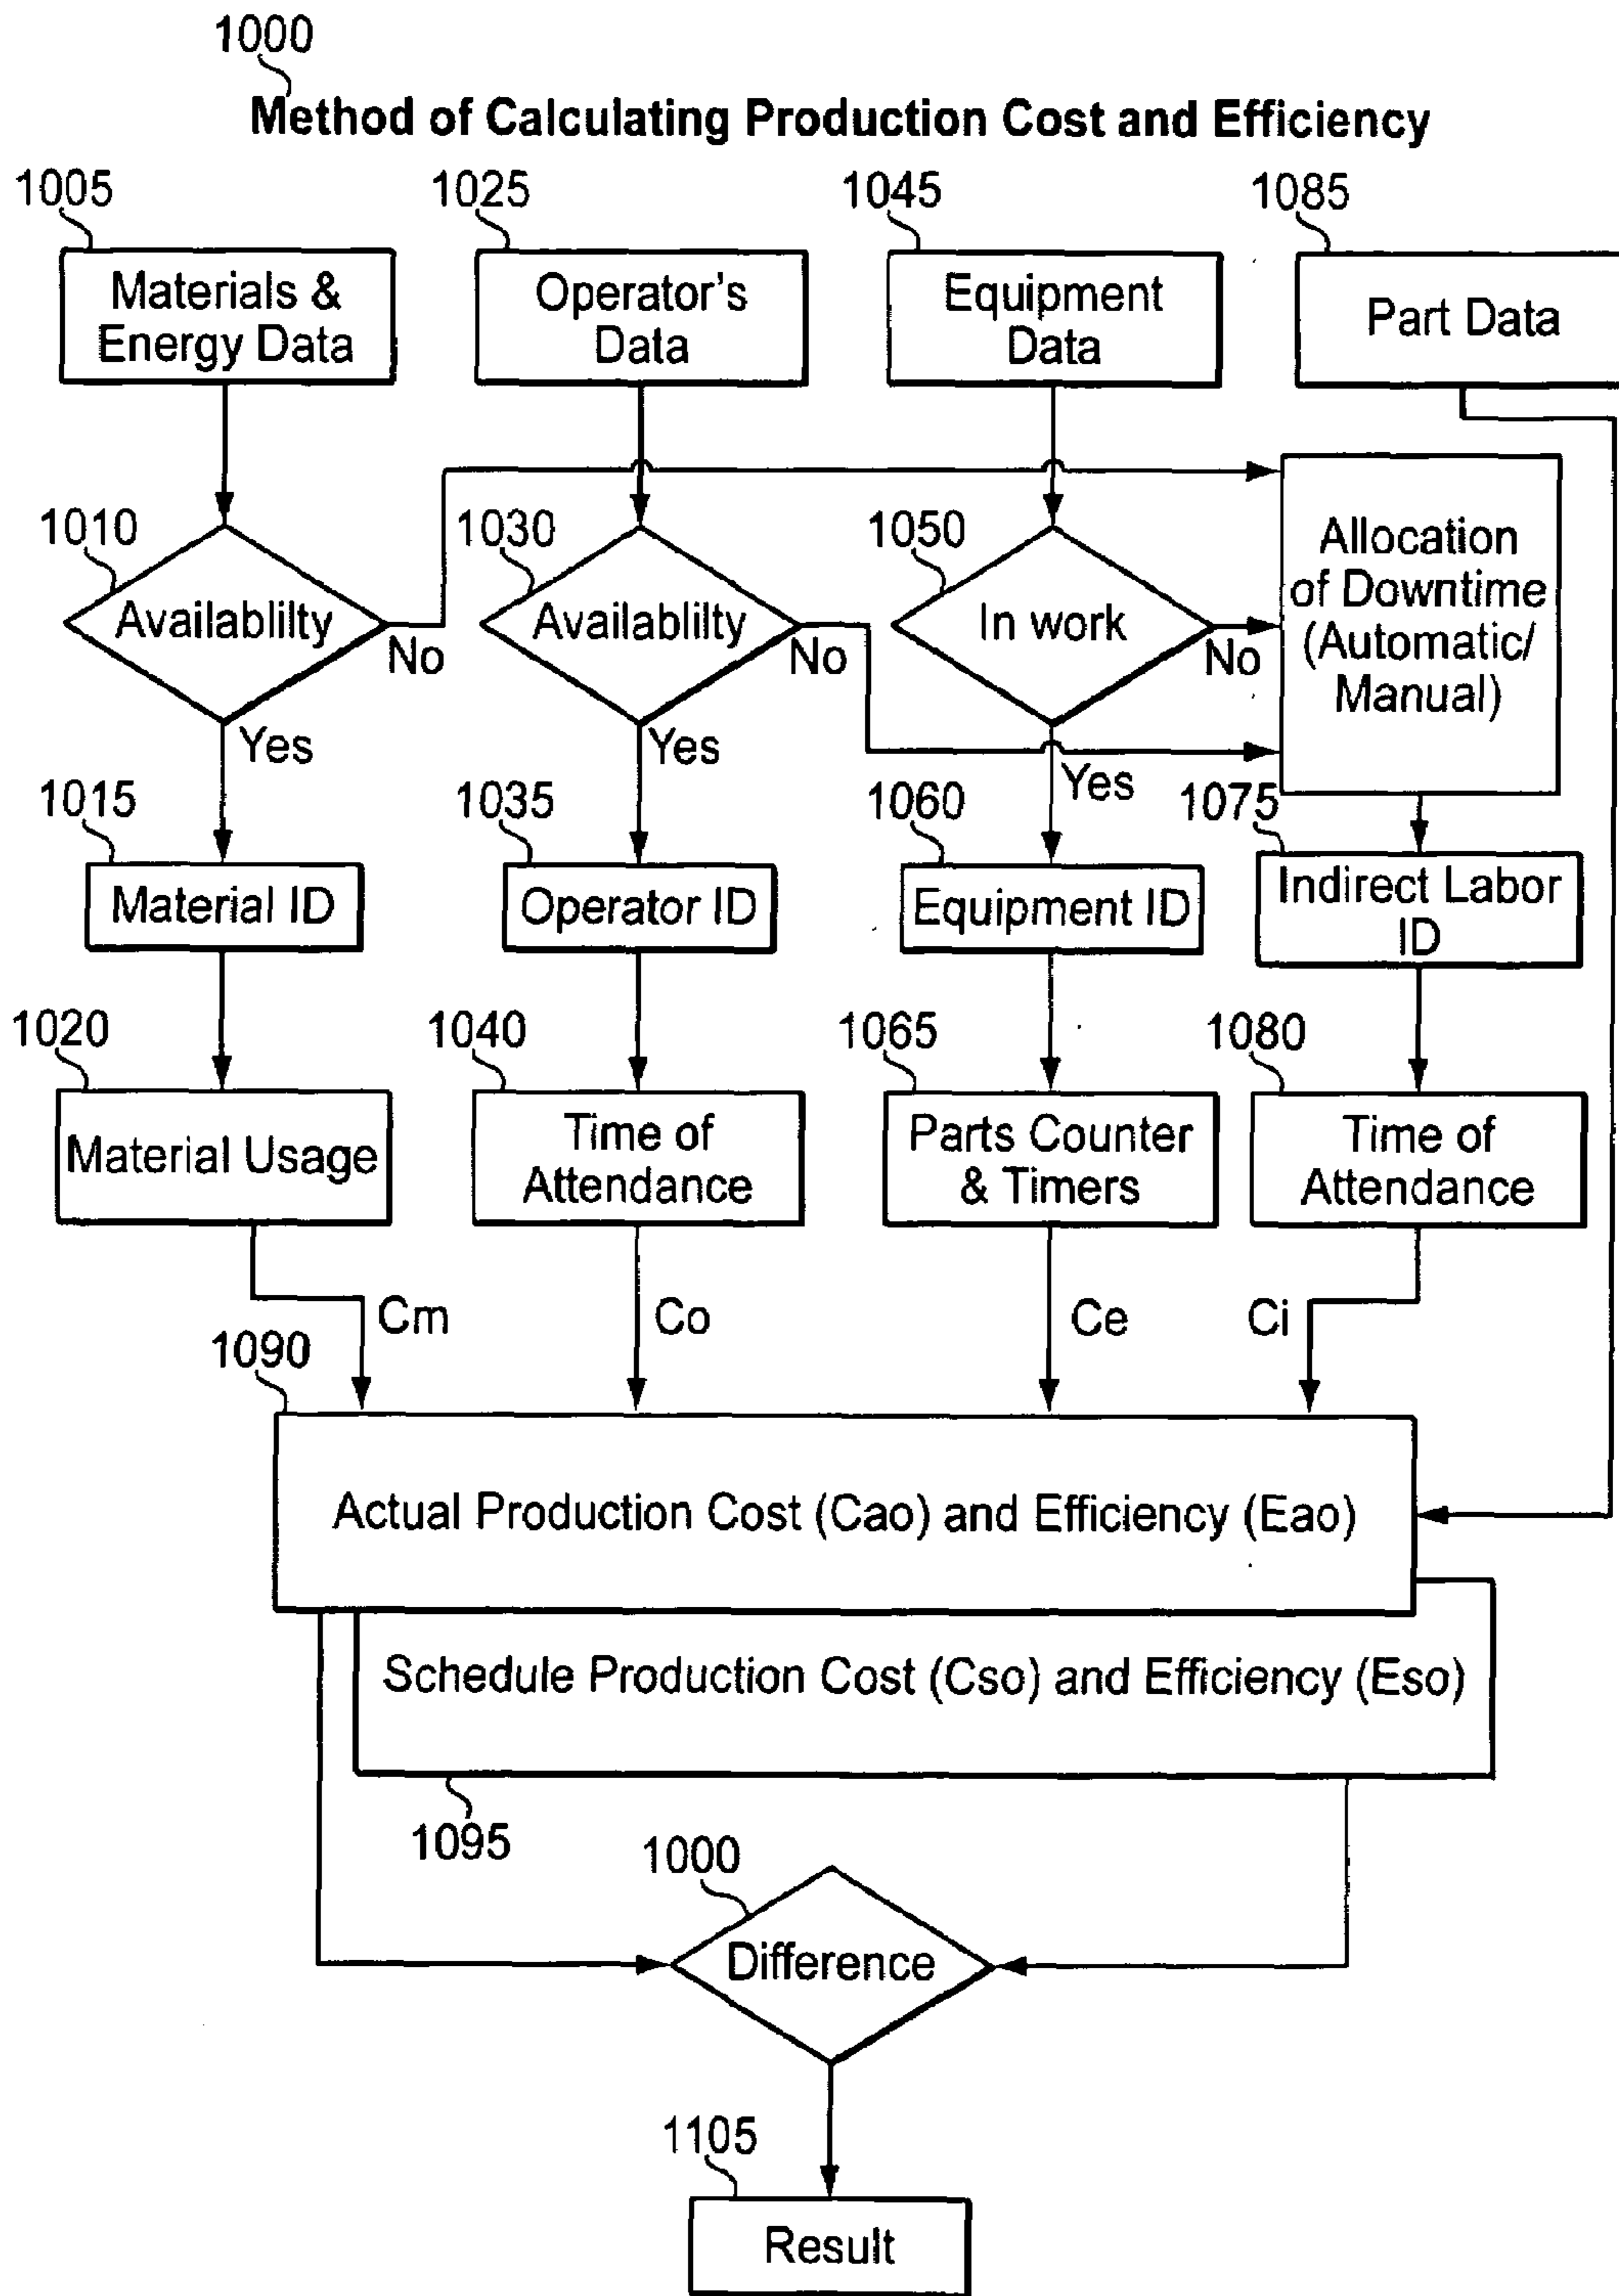 1000
Method of Calculating Production Cost and Efficiency
1005
1025
1045
1085
Materials &
Energy Data
Operator's
Data
Equipment
Data
Part Data
1010
1030
1050
Availablilty
No
Yes
Availablilty
No
Yes
In work
No
Yes
Allocation
of Downtime
(Automatic/
Manual)
1015
1035
1060
1075
Material ID
Operator ID
Equipment ID
Indirect Labor
ID
1020
1040
1065
1080
Material Usage
Time of
Attendance
Parts Counter
& Timers
Time of
Attendance
Cm
Co
Ce
Ci
1090
Actual Production Cost (Cao) and Efficiency (Eao)
Schedule Production Cost (Cso) and Efficiency (Eso)
1095
1000
Difference
1105
Result